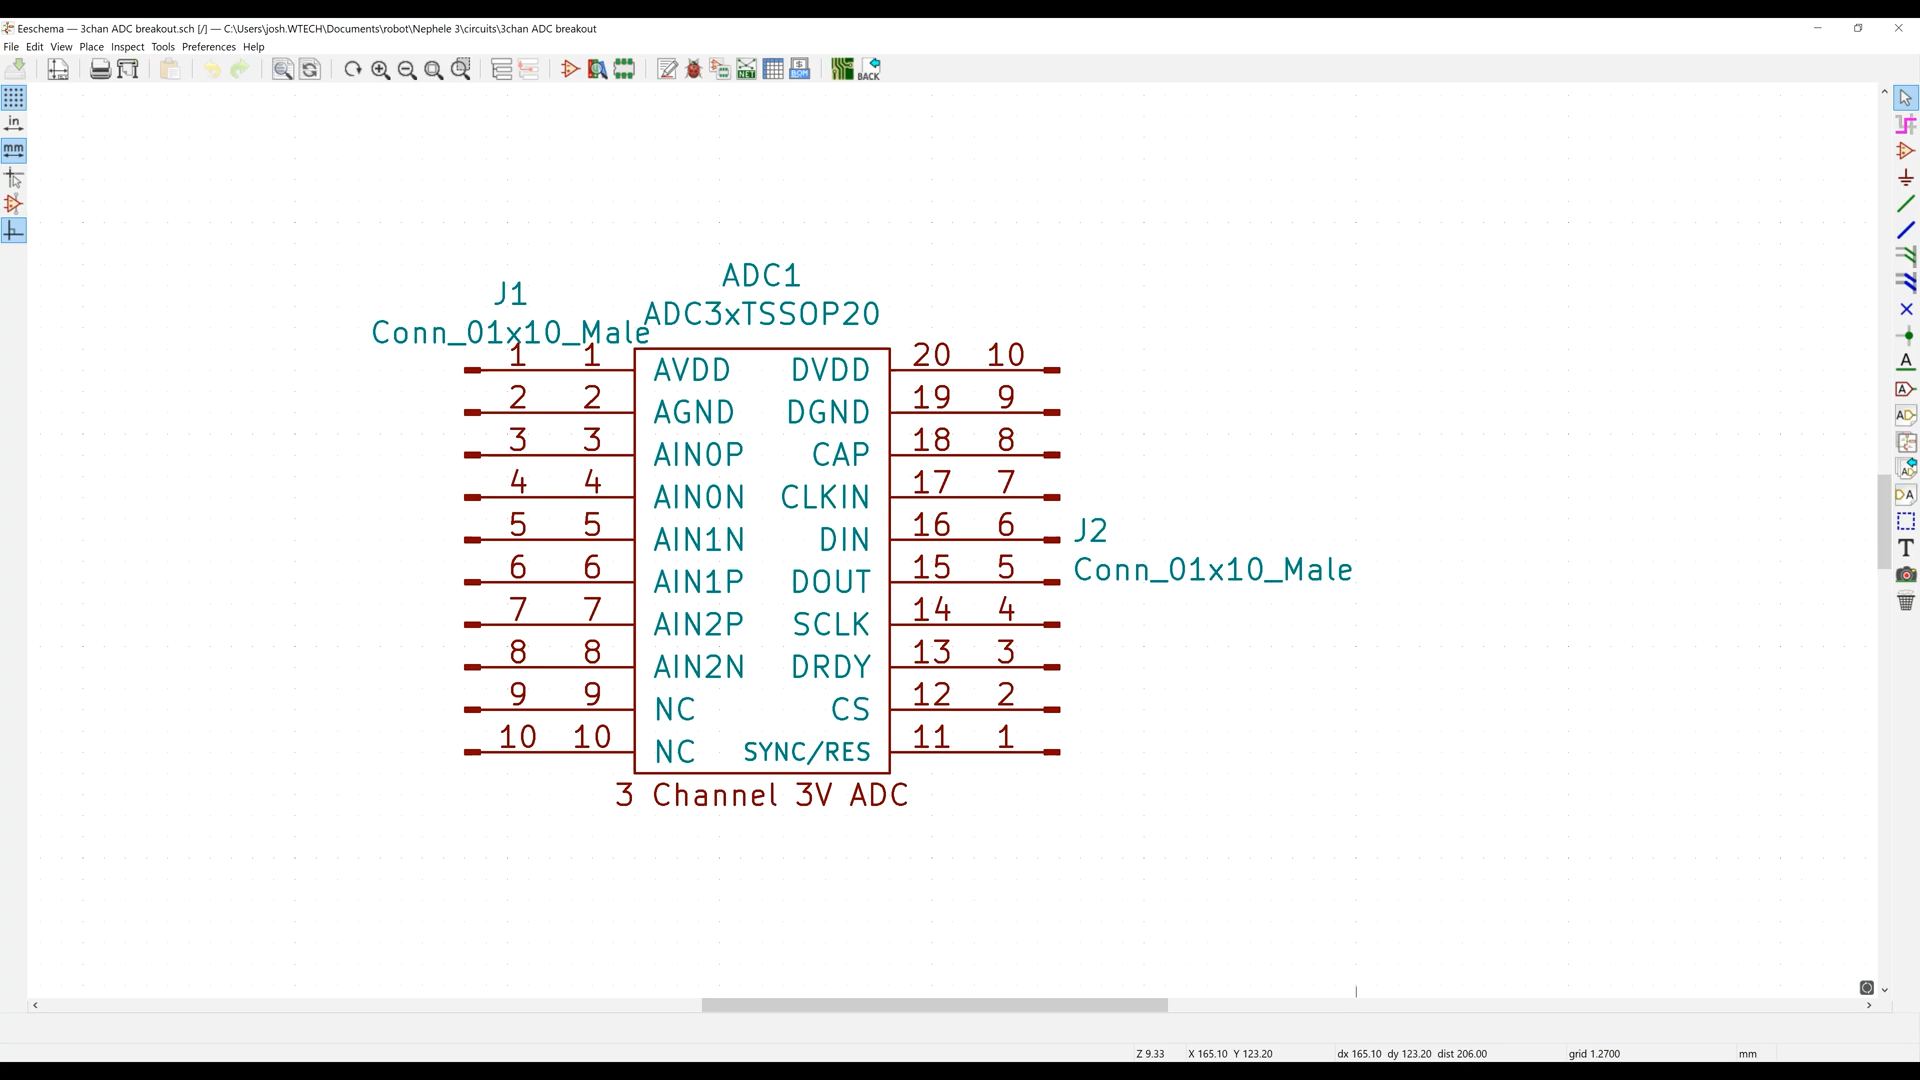 Eeschema — 3chan ADC breakout.sch [/] — C:\Users\josh.WTECH\Documents\robot\Nephele 3\circuits\3chan ADC breakout
File Edit View Place Inspect Tools Preferences Help
BACK
in
mm
ADC1
J1
ADC3xTSSOP20
Conn_01x10_Male
1 1 AVDD DVDD 20 10
2 2 AGND DGND 19 9
3 3 AIN0P CAP 18 8
4 4 AIN0N CLKIN 17 7
5 5 AIN1N DIN 16 6
J2
6 6 AIN1P DOUT 15 5
Conn_01x10_Male
7 7 AIN2P SCLK 14 4
8 8 AIN2N DRDY 13 3
9 9 NC CS 12 2
10 10 NC SYNC/RES 11 1
3 Channel 3V ADC
Z 9.33 X 165.10 Y 123.20 dx 165.10 dy 123.20 dist 206.00 grid 1.2700 mm